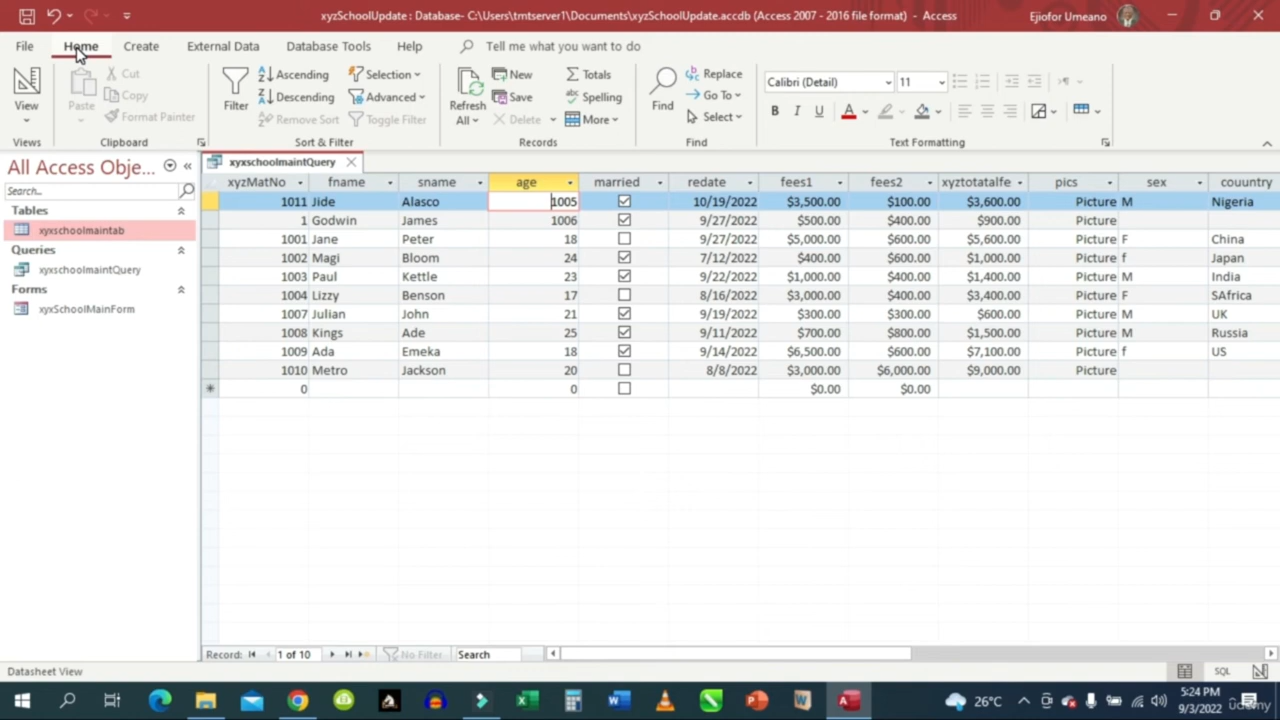 xyzSchoolUpdate : Database- C:\Users\tmtserver1\Documents\xyzSchoolUpdate.accdb (Access 2007 - 2016 file format) - Access
Ejiofor Umeano
File Home Create External Data Database Tools Help Tell me what you want to do
View
Views
Paste
Cut
Copy
Format Painter
Clipboard
Filter
Ascending
Descending
Remove Sort
Selection
Advanced
Toggle Filter
Sort & Filter
Refresh All
New
Save
Delete
Totals
Spelling
More
Records
Find
Replace
Go To
Select
Find
Calibri (Detail) 11
B I U A
Text Formatting
All Access Obje...
Search...
Tables
xyxschoolmaintab
Queries
xyxschoolmaintQuery
Forms
xyxSchoolMainForm
xyxschoolmaintQuery
xyzMatNo fname sname age married redate fees1 fees2 xyztotatalfe pics sex couuntry
1011 Jide Alasco 1005 10/19/2022 $3,500.00 $100.00 $3,600.00 Picture M Nigeria
1 Godwin James 1006 9/27/2022 $500.00 $400.00 $900.00 Picture
1001 Jane Peter 18 9/27/2022 $5,000.00 $600.00 $5,600.00 Picture F China
1002 Magi Bloom 24 7/12/2022 $400.00 $600.00 $1,000.00 Picture f Japan
1003 Paul Kettle 23 9/22/2022 $1,000.00 $400.00 $1,400.00 Picture M India
1004 Lizzy Benson 17 8/16/2022 $3,000.00 $400.00 $3,400.00 Picture F SAfrica
1007 Julian John 21 9/19/2022 $300.00 $300.00 $600.00 Picture M UK
1008 Kings Ade 25 9/11/2022 $700.00 $800.00 $1,500.00 Picture M Russia
1009 Ada Emeka 18 9/14/2022 $6,500.00 $600.00 $7,100.00 Picture f US
1010 Metro Jackson 20 8/8/2022 $3,000.00 $6,000.00 $9,000.00 Picture
0 0 $0.00 $0.00
Record: 1 of 10 No Filter Search
Datasheet View
SQL
26°C
5:24 PM
9/3/2022
udemy